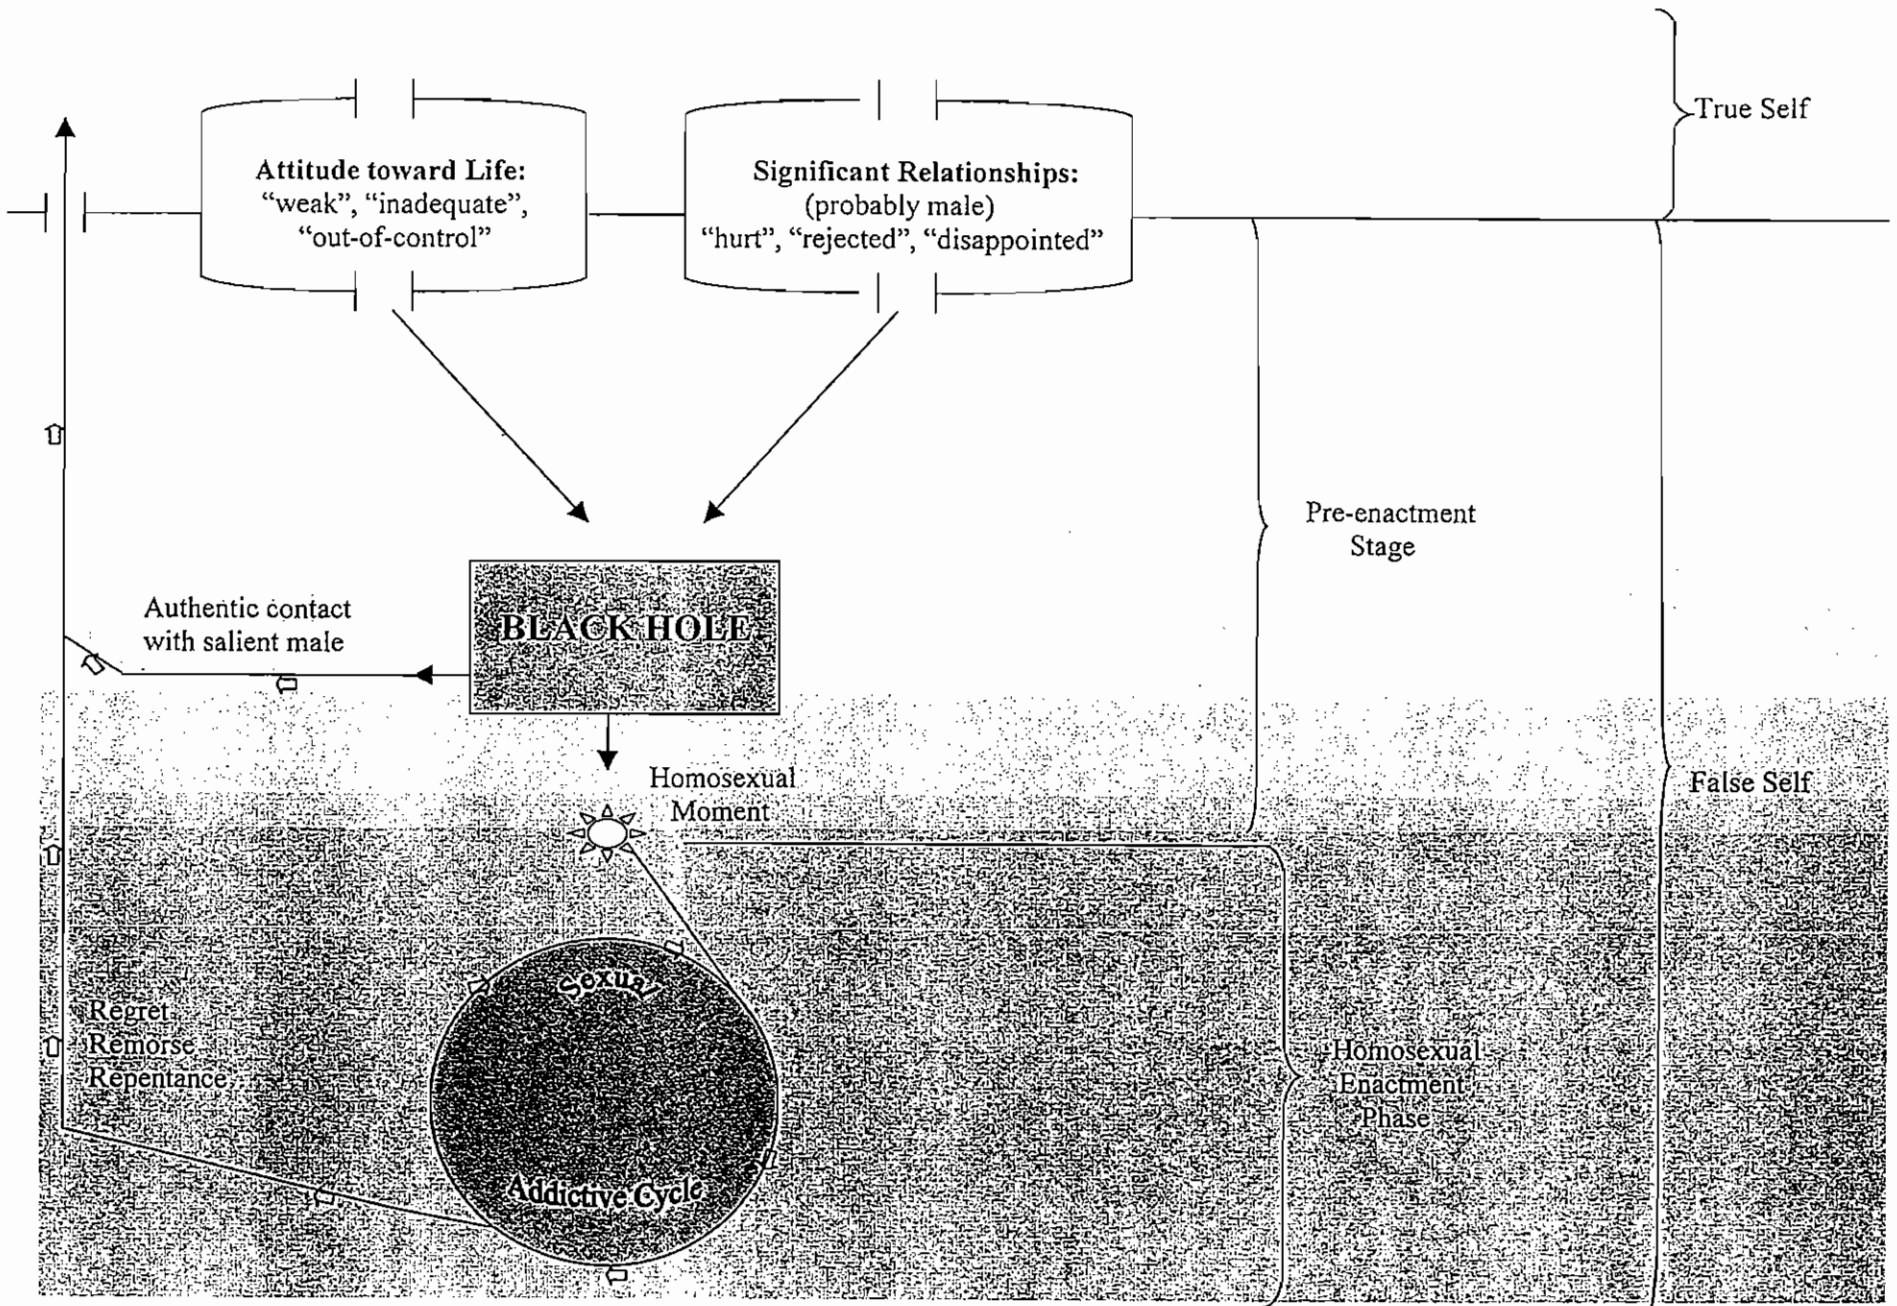 True Self
Attitude toward Life:
“weak”, “inadequate”,
“out-of-control”
Significant Relationships:
(probably male)
“hurt”, “rejected”, “disappointed”
Pre-enactment
Stage
Authentic contact
with salient male
BLACK HOLE
Homosexual
Moment
False Self
Sexual
Addictive Cycle
Regret
Remorse
Repentance
Homosexual
Enactment
Phase